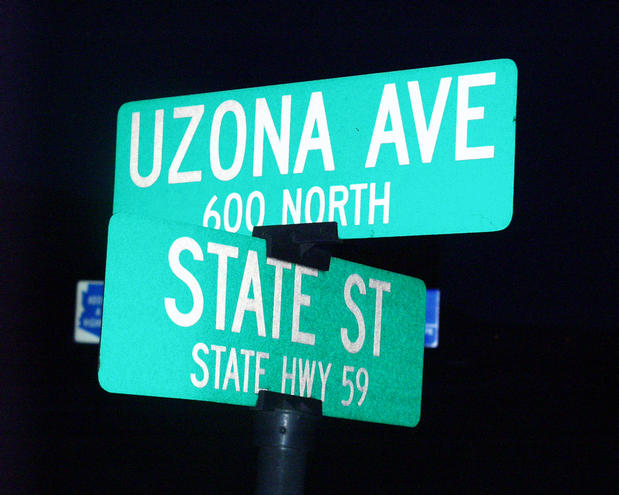 UZONA AVE
600 NORTH
STATE ST
STATE HWY 59